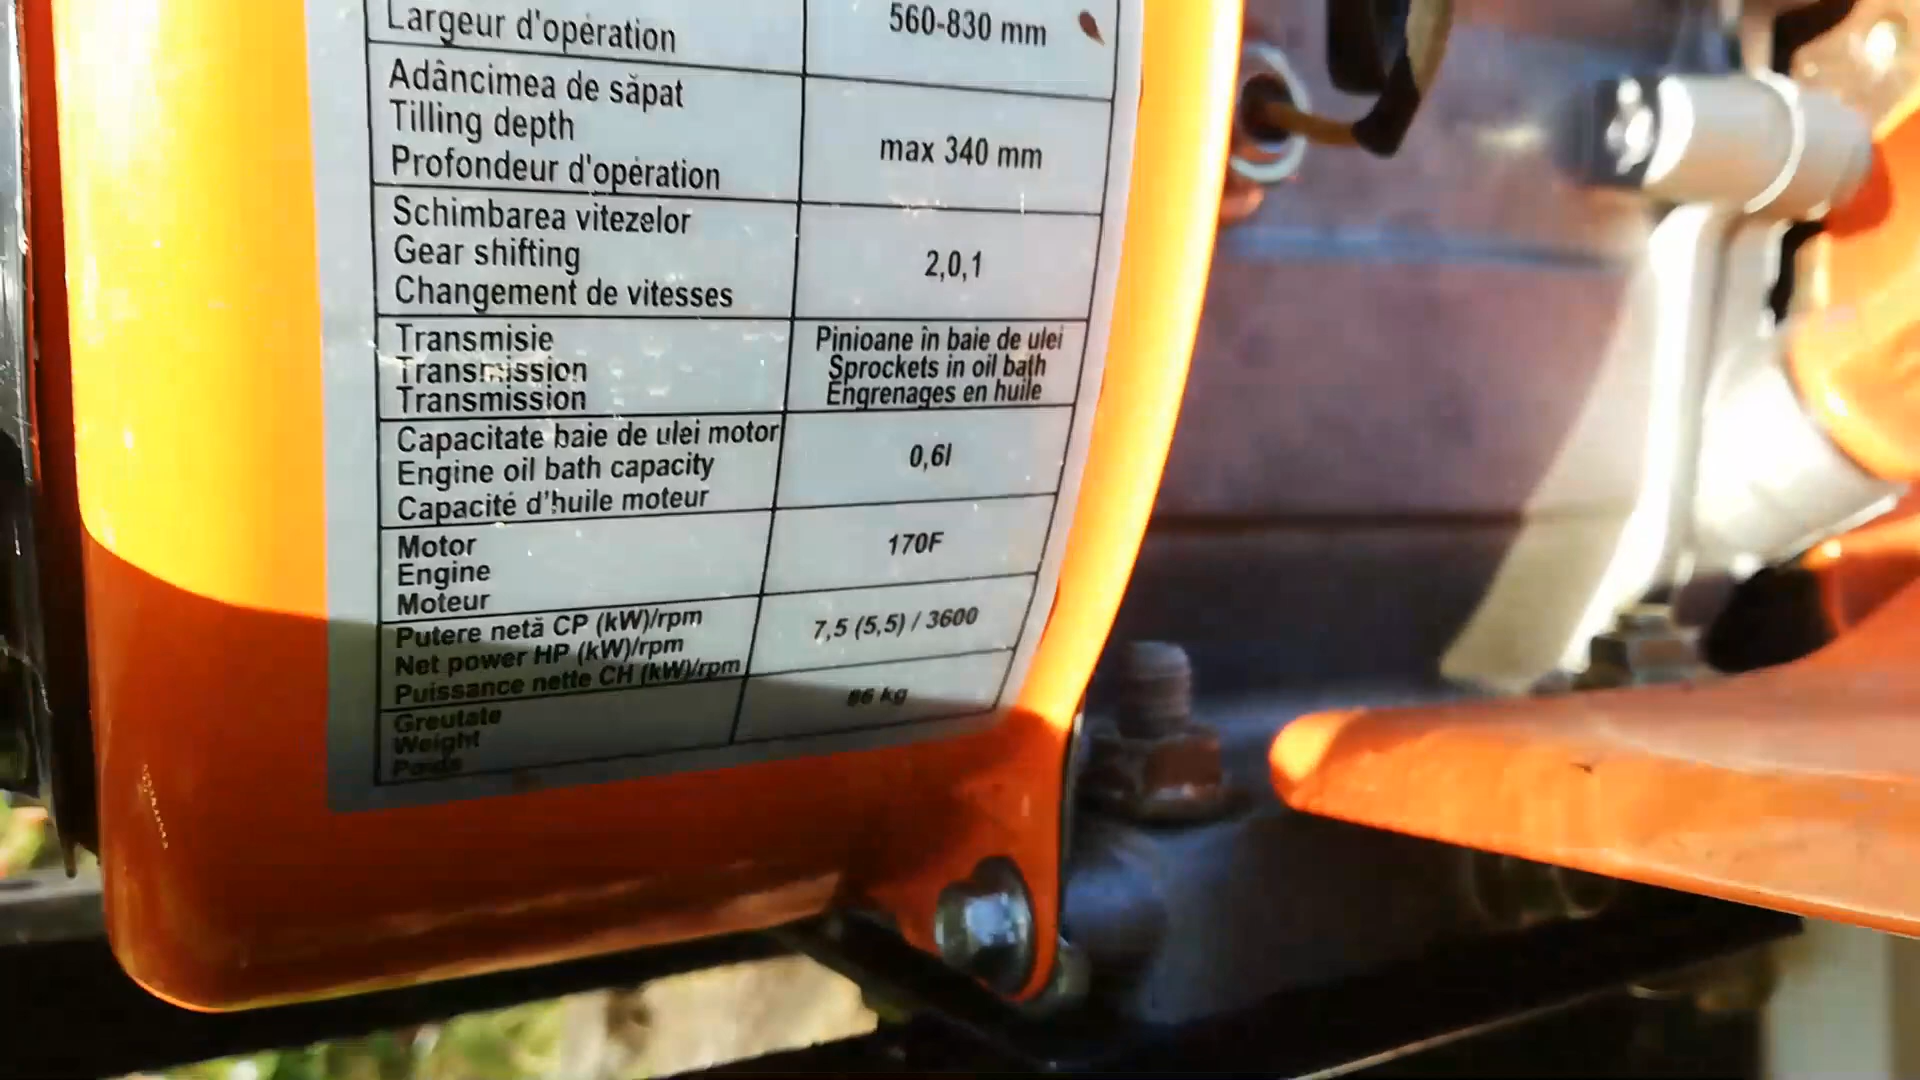 Largeur d'opération
560-830 mm
Adâncimea de săpat
Tilling depth
Profondeur d'opération
max 340 mm
Schimbarea vitezelor
Gear shifting
Changement de vitesses
2,0,1
Transmisie
Transmission
Transmission
Pinioane în baie de ulei
Sprockets in oil bath
Engrenages en huile
Capacitate baie de ulei motor
Engine oil bath capacity
Capacité d'huile moteur
0,6l
Motor
Engine
Moteur
170F
Putere netă CP (kW)/rpm
Net power HP (kW)/rpm
Puissance nette CH (kW)/rpm
7,5 (5,5) / 3600
Greutate
Weight
Poids
86 kg